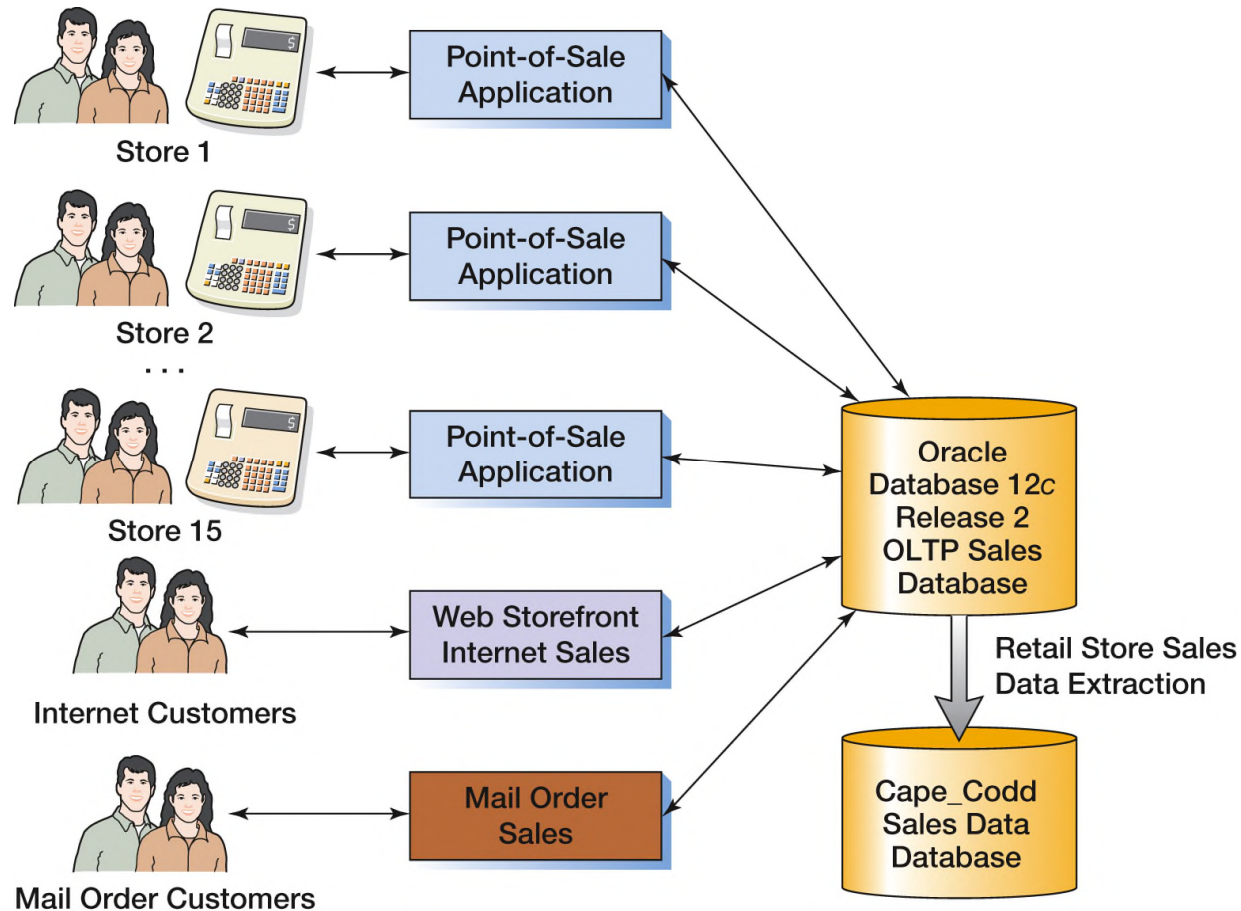 Point-of-Sale
Application
Store 1
Point-of-Sale
Application
Store 2
...
Point-of-Sale
Application
Store 15
Oracle
Database 12c
Release 2
OLTP Sales
Database
Web Storefront
Internet Sales
Internet Customers
Retail Store Sales
Data Extraction
Mail Order
Sales
Mail Order Customers
Cape_Codd
Sales Data
Database
$
$
$